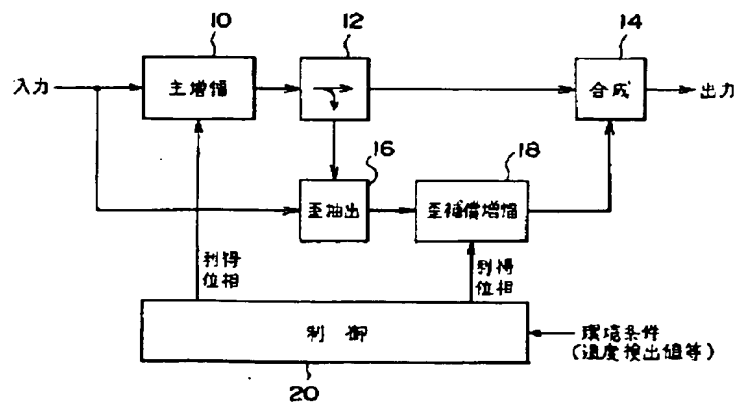 10
12
14
入力
主増幅
合成
出力
16
18
歪抽出
歪補償増幅
利得
位相
利得
位相
制御
環境条件
(温度検出値等)
20